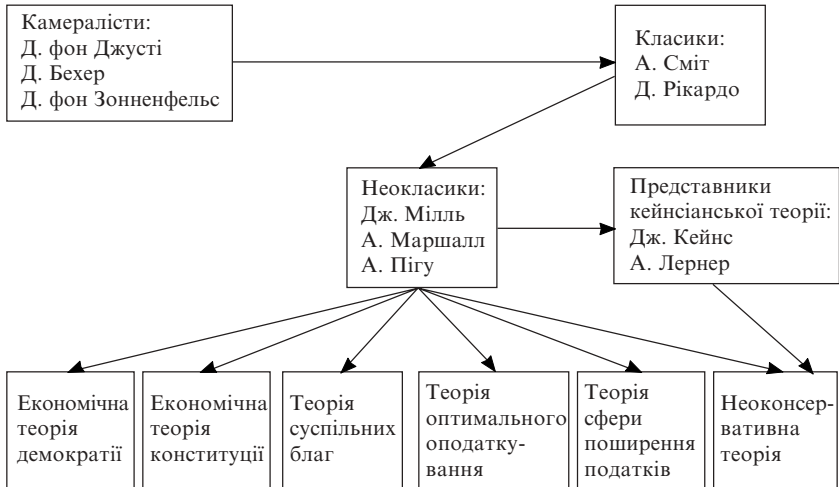 Камералісти:
Д. фон Джусті
Д. Бехер
Д. фон Зонненфельс
Класики:
А. Сміт
Д. Рікардо
Неокласики:
Дж. Мілль
А. Маршалл
А. Пігу
Представники
кейнсіанської теорії:
Дж. Кейнс
А. Лернер
Економічна
теорія
демократії
Економічна
теорія
конституції
Теорія
суспільних
благ
Теорія
оптимального
оподатку-
вання
Теорія
сфери
поширення
податків
Неоконсер-
вативна
теорія